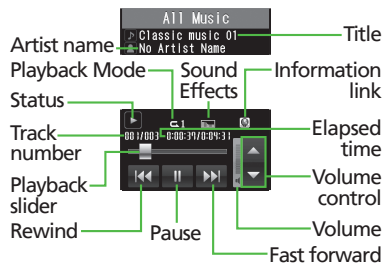 All Music
Classic music 01
Title
Artist name
No Artist Name
Playback Mode
Sound Effects
Information link
Status
1
001/003
0:00:37/0:04:31
Track number
Elapsed time
Playback slider
Volume control
Rewind
Pause
Volume
Fast forward